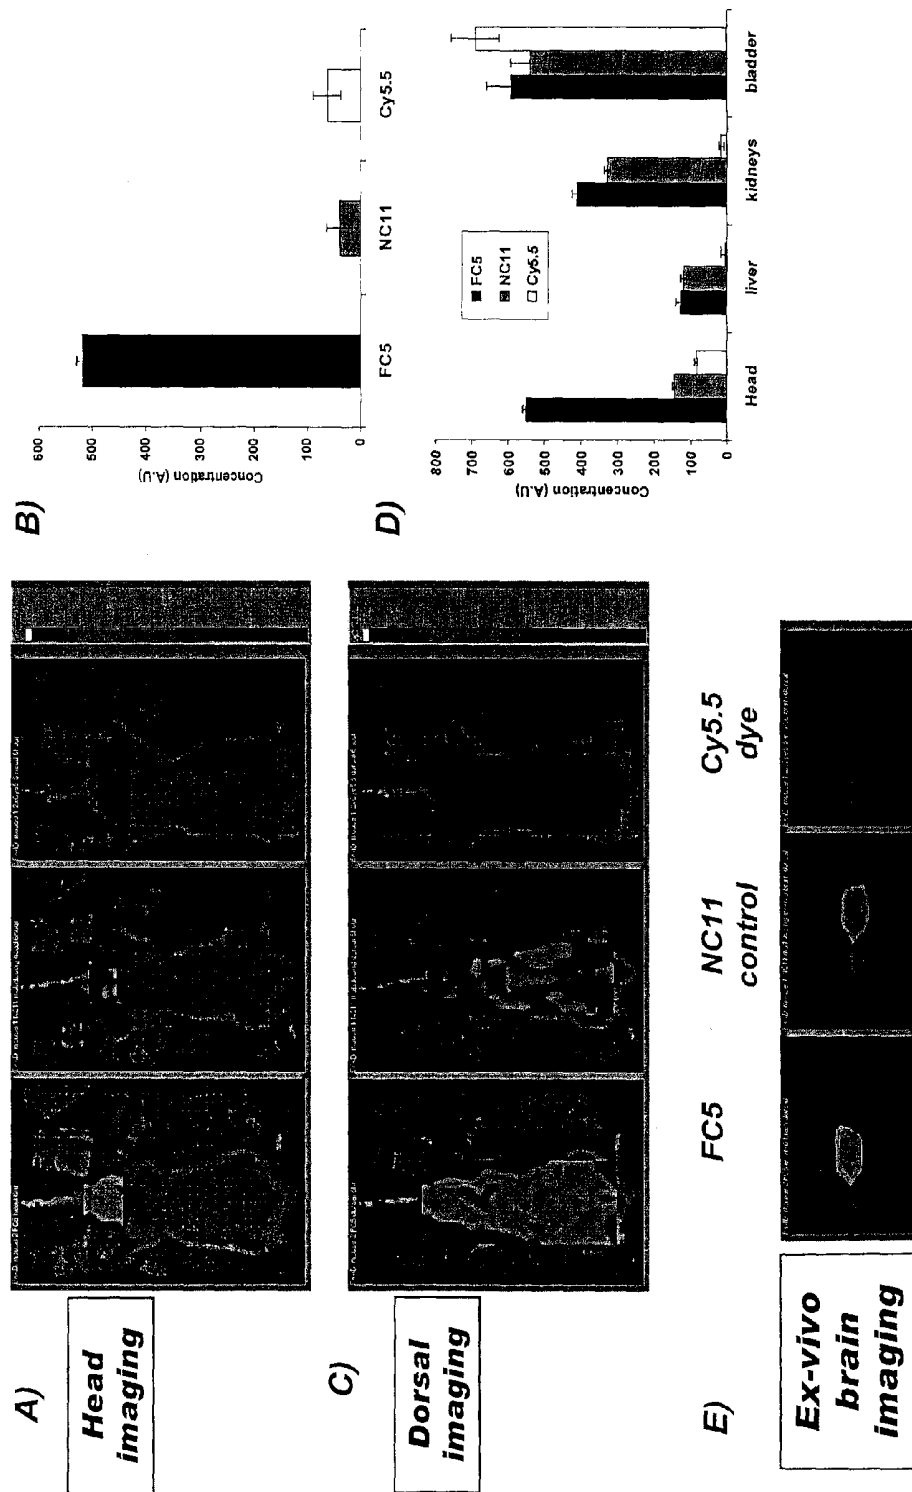 A)
Head
imaging
B)
Concentration (A.U)
600
500
400
300
200
100
0
FC5
NC11
Cy5.5
C)
Dorsal
imaging
D)
Concentration (A.U)
800
700
600
500
400
300
200
100
0
FC5
NC11
Cy5.5
Head
liver
kidneys
bladder
FC5
NC11
control
Cy5.5
dye
E)
Ex-vivo
brain
imaging